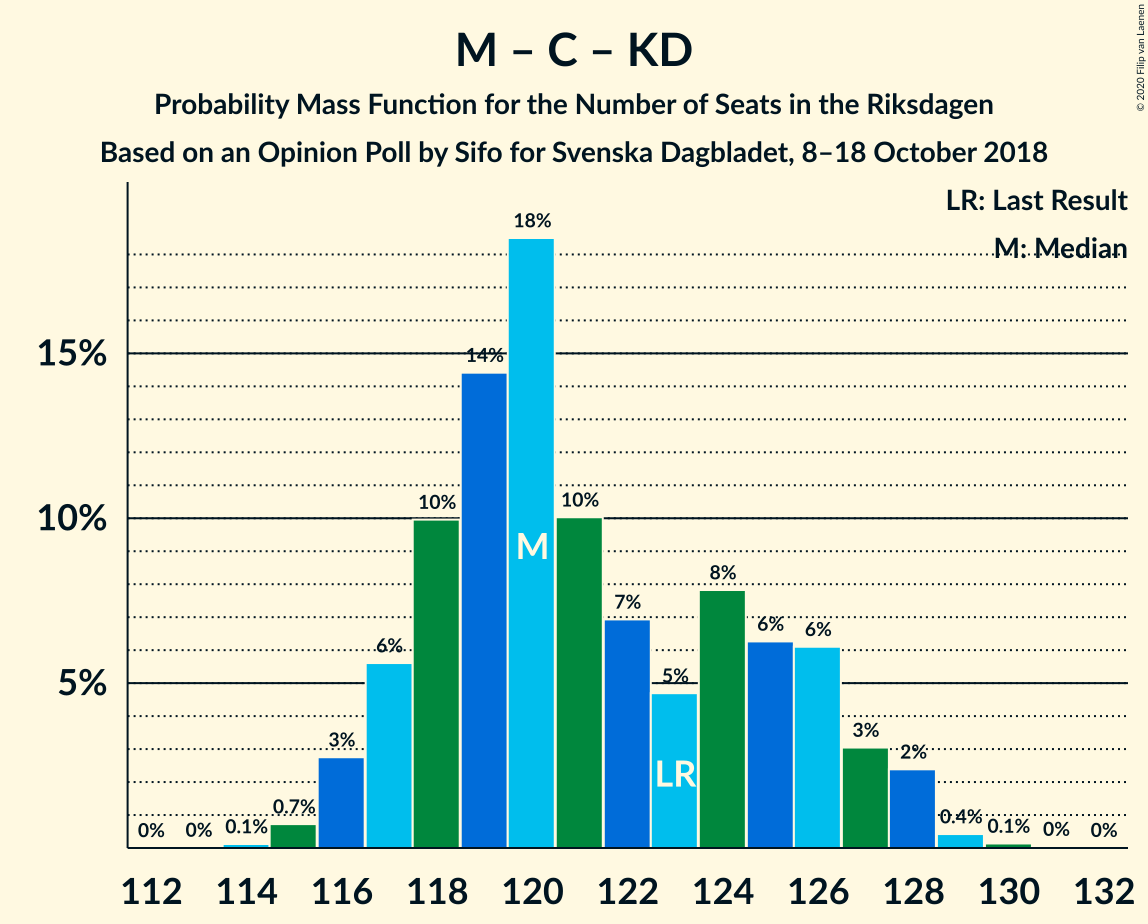 M – C – KD
Probability Mass Function for the Number of Seats in the Riksdagen
Based on an Opinion Poll by Sifo for Svenska Dagbladet, 8–18 October 2018
© 2020 Filip van Laenen
LR: Last Result
M: Median
15%
10%
5%
0%
0%
0.1%
0.7%
3%
6%
10%
14%
18%
10%
7%
5%
8%
6%
6%
3%
2%
0.4%
0.1%
0%
0%
M
LR
112 114 116 118 120 122 124 126 128 130 132